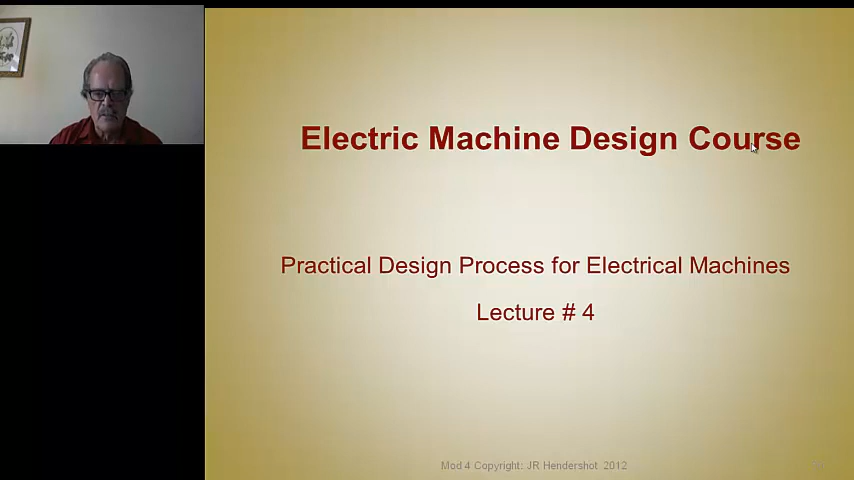 Electric Machine Design Course
Practical Design Process for Electrical Machines
Lecture # 4
Mod 4 Copyright: JR Hendershot 2012